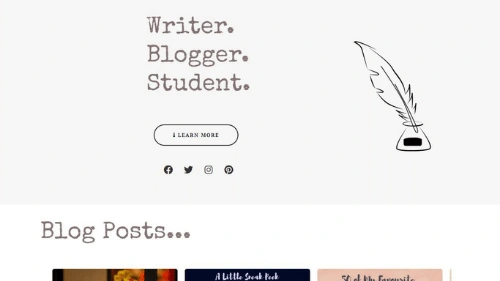 Writer.
Blogger.
Student.
LEARN MORE
Blog Posts...
A Little Sneak Peek
50 of My Favourite